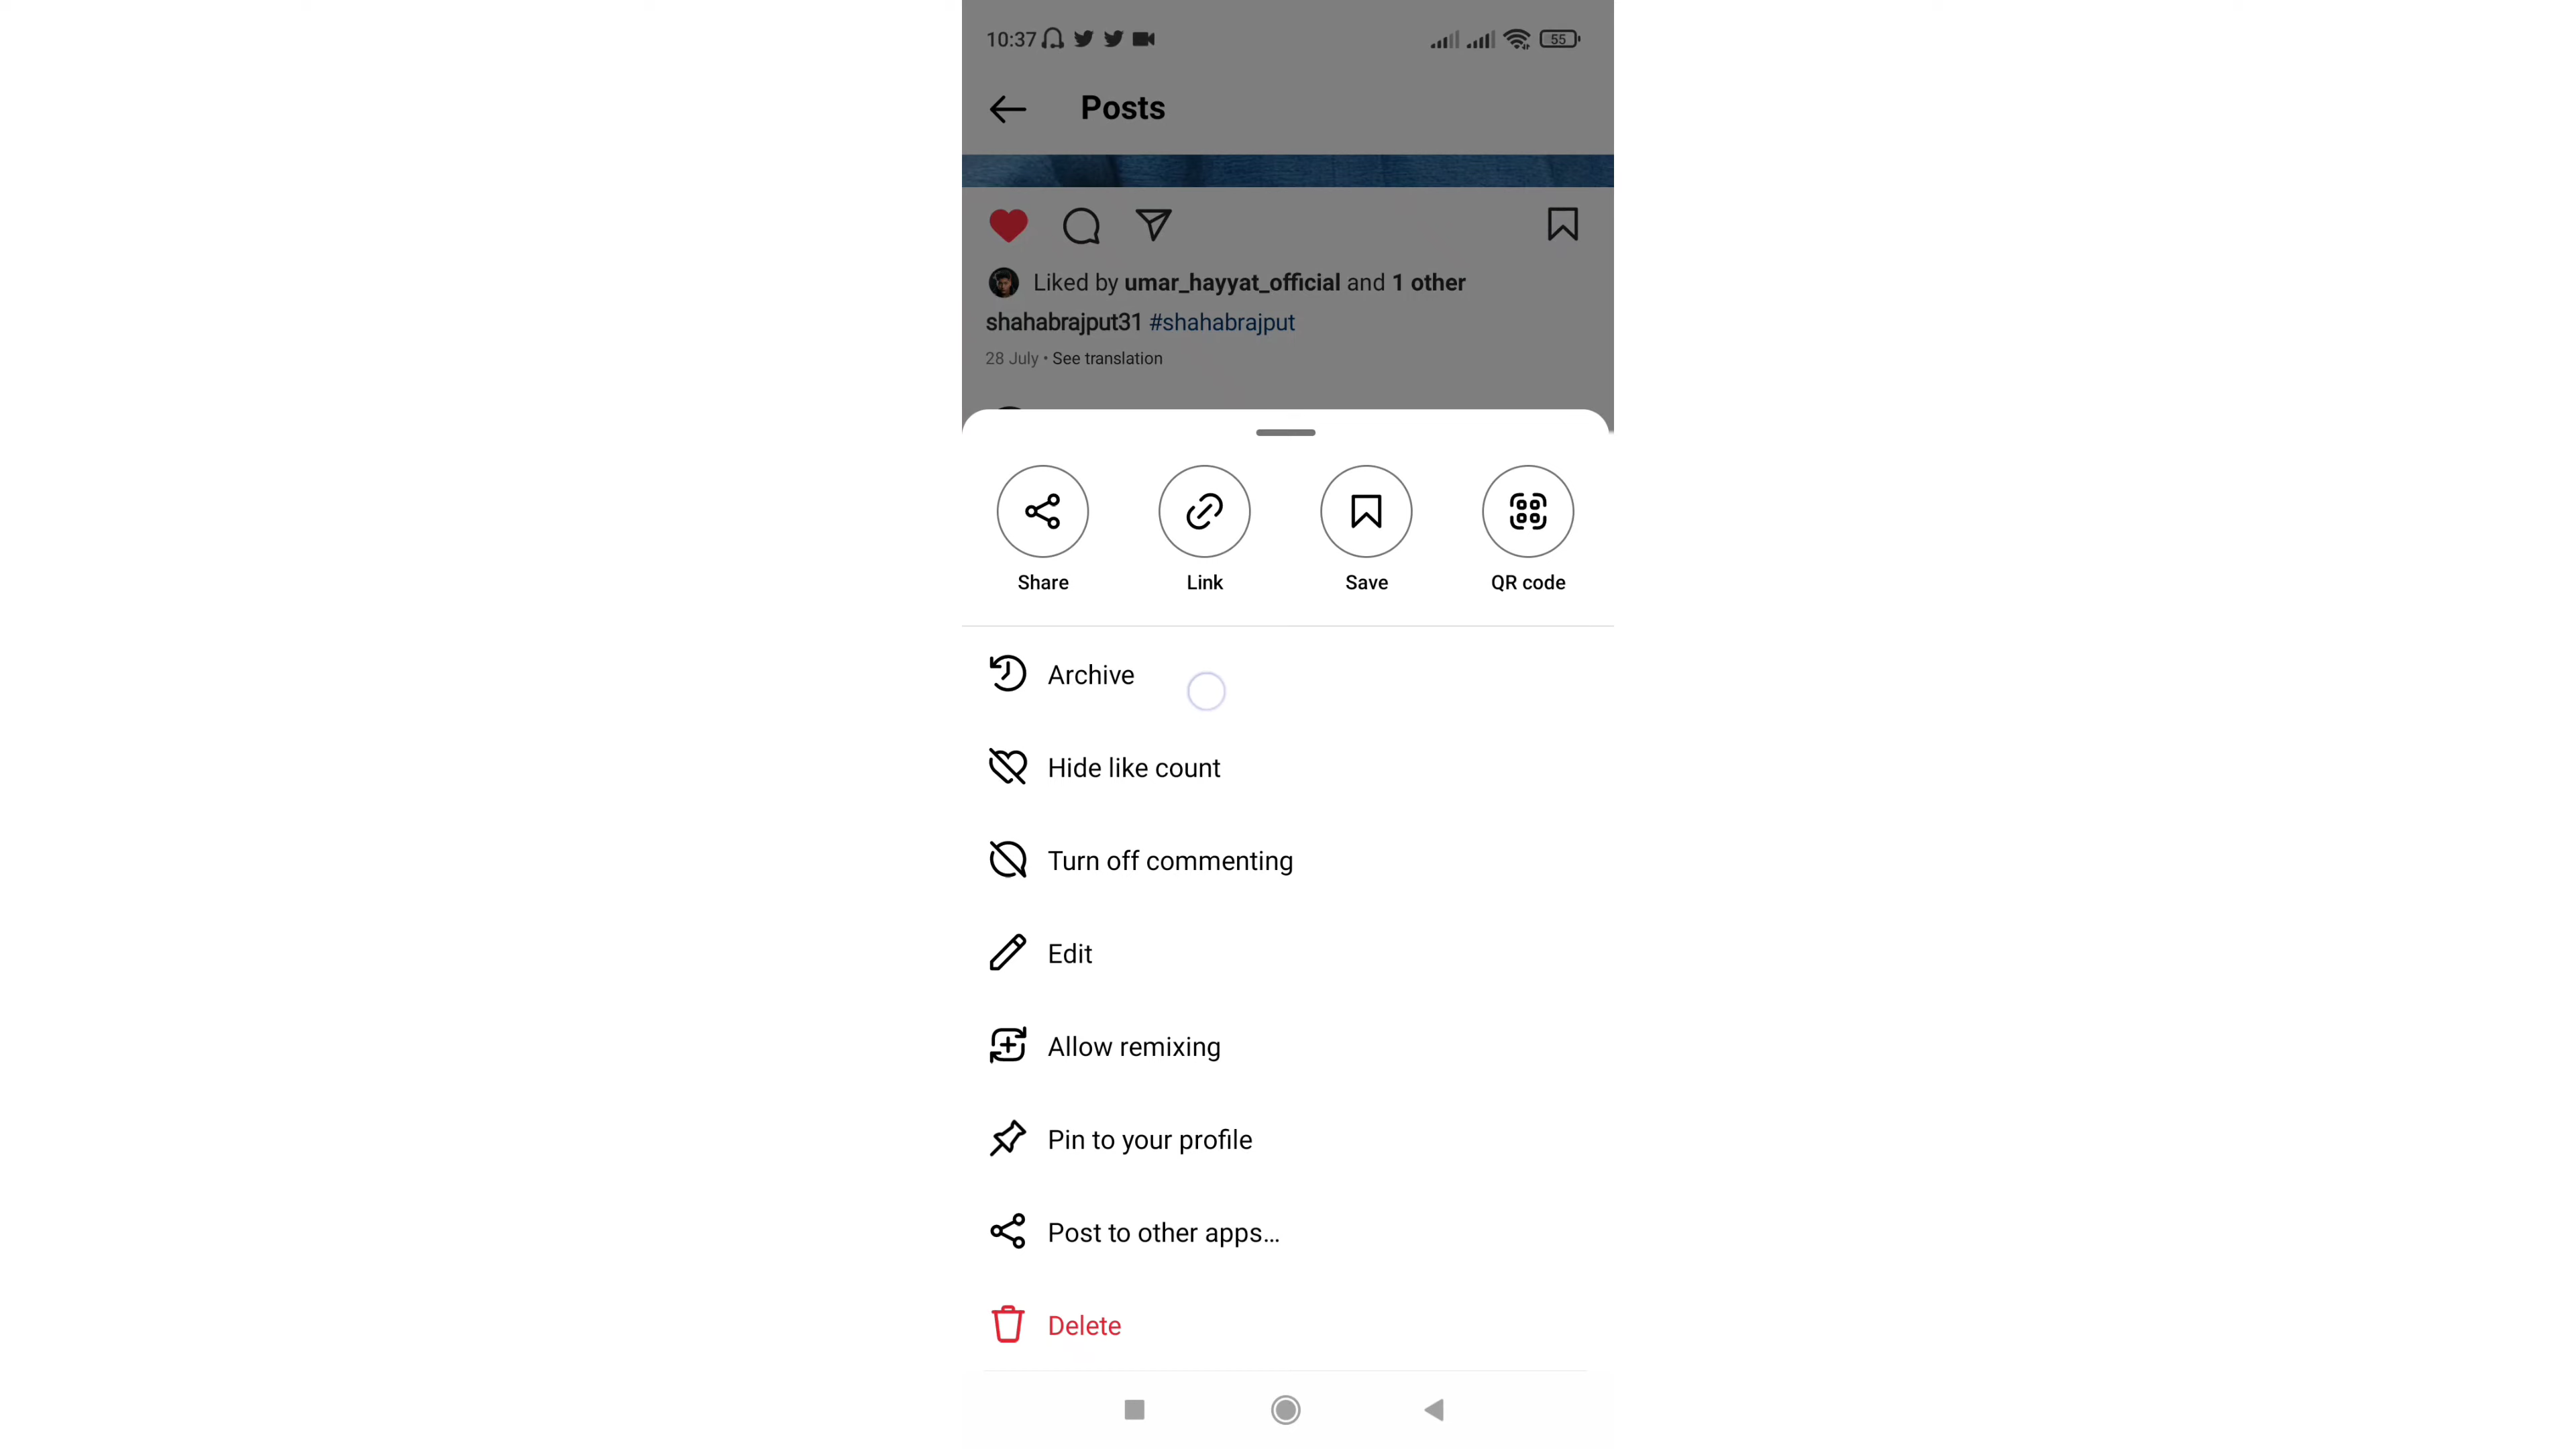 10:37 55
Posts
Liked by umar_hayyat_official and 1 other
shahabrajput31 #shahabrajput
28 July • See translation
Share Link Save QR code
Archive
Hide like count
Turn off commenting
Edit
Allow remixing
Pin to your profile
Post to other apps...
Delete